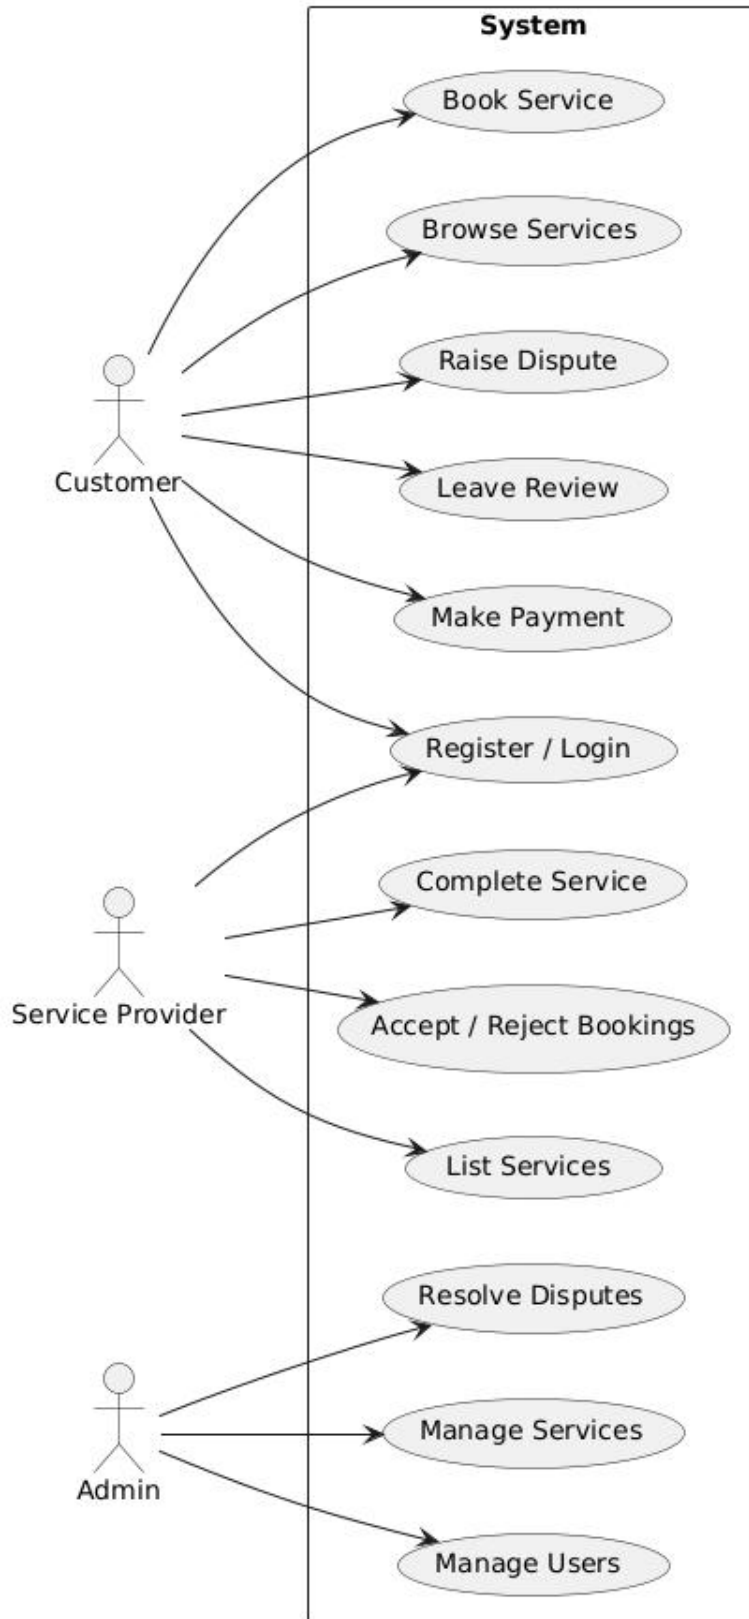 System
Book Service
Browse Services
Raise Dispute
Leave Review
Customer
Make Payment
Register / Login
Complete Service
Service Provider
Accept / Reject Bookings
List Services
Resolve Disputes
Manage Services
Admin
Manage Users